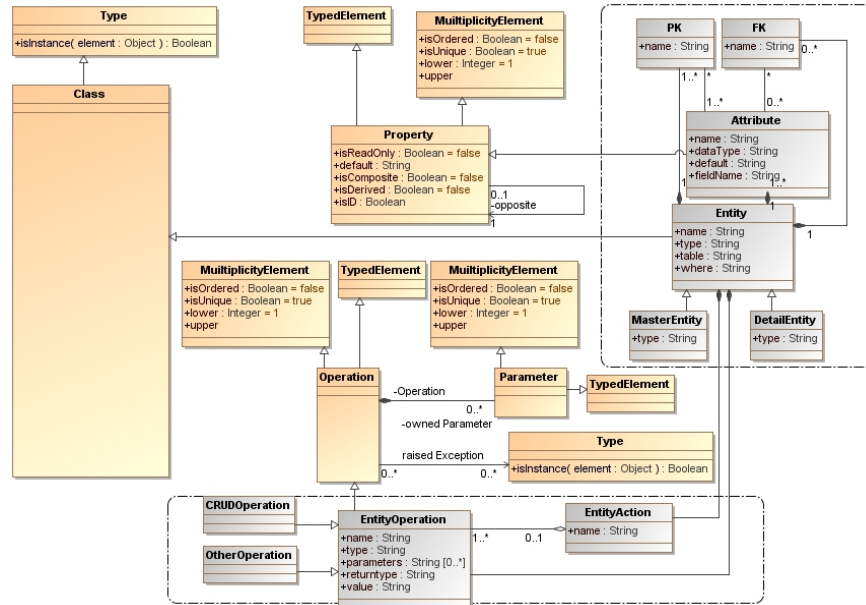 Type
+isInstance( element : Object ) : Boolean
Class
TypedElement
MuiltiplicityElement
+isOrdered : Boolean = false
+isUnique : Boolean = true
+lower : Integer = 1
+upper
Property
+isReadOnly : Boolean = false
+default : String
+isComposite : Boolean = false
+isDerived : Boolean = false
+isID : Boolean
0..1
-opposite
1
PK
+name : String
FK
+name : String
0..*
1..*
*
*
1..*
0..*
Attribute
+name : String
+dataType : String
+default : String
+fieldName : String
1
1..*
1
Entity
+name : String
+type : String
+table : String
+where : String
1
MasterEntity
+type : String
DetailEntity
+type : String
MuiltiplicityElement
+isOrdered : Boolean = false
+isUnique : Boolean = true
+lower : Integer = 1
+upper
TypedElement
MuiltiplicityElement
+isOrdered : Boolean = false
+isUnique : Boolean = true
+lower : Integer = 1
+upper
Operation
-Operation
0..*
-owned Parameter
Parameter
TypedElement
raised Exception
0..*
0..*
Type
+isInstance( element : Object ) : Boolean
CRUDOperation
OtherOperation
EntityOperation
+name : String
+type : String
+parameters : String [0..*]
+returntype : String
+value : String
1..*
0..1
EntityAction
+name : String